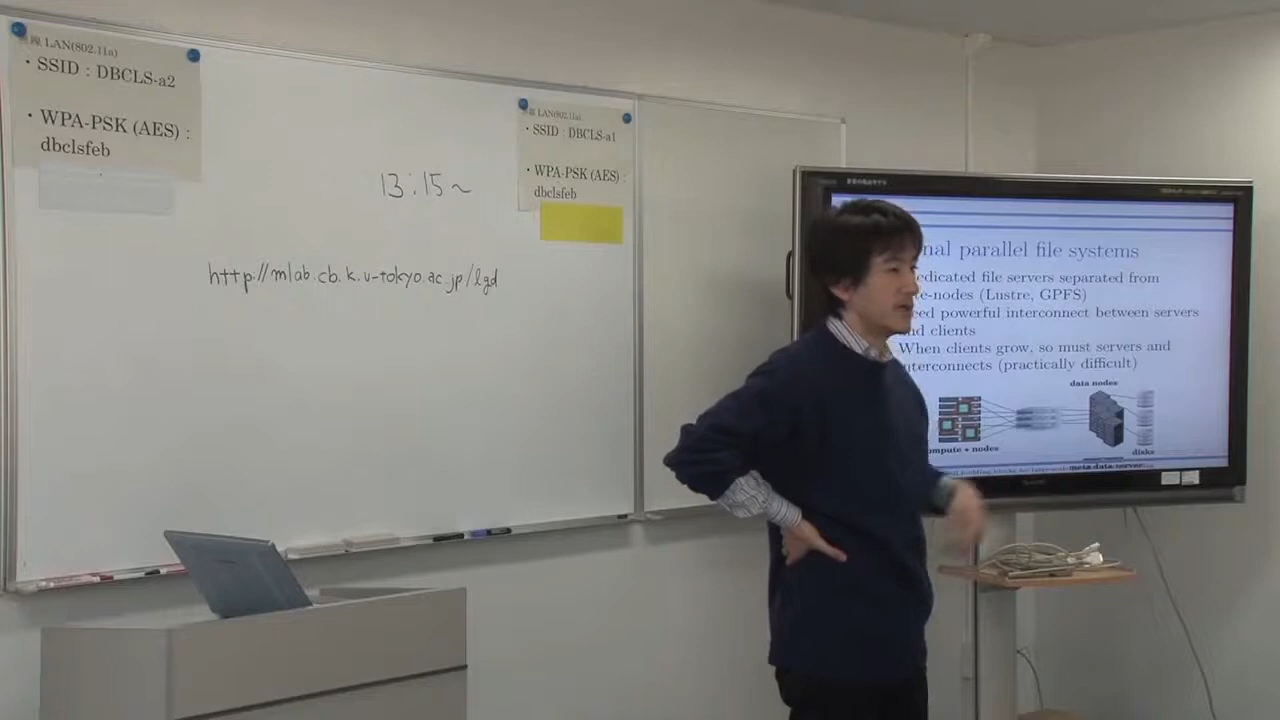 LAN(802.11a)
・SSID : DBCLS-a2
・WPA-PSK (AES) :
dbclsfeb
LAN(802.11a)
・SSID : DBCLS-a1
・WPA-PSK (AES) :
dbclsfeb
13:15~
http://mlab.cb.k.u-tokyo.ac.jp/lgd
nal parallel file systems
edicated file servers separated from
e-nodes (Lustre, GPFS)
ed powerful interconnect between servers
nd clients
When clients grow, so must servers and
nterconnects (practically difficult)
data nodes
ompute • nodes
disks
meta data server